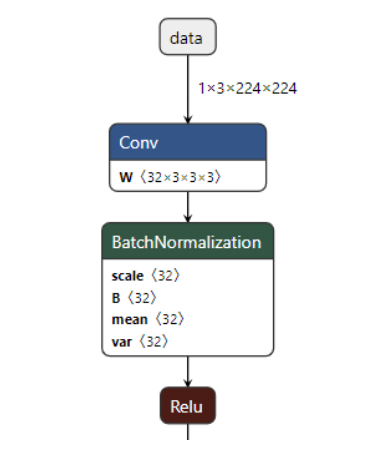 data
1×3×224×224
Conv
W 〈32×3×3×3〉
BatchNormalization
scale 〈32〉
B 〈32〉
mean 〈32〉
var 〈32〉
Relu